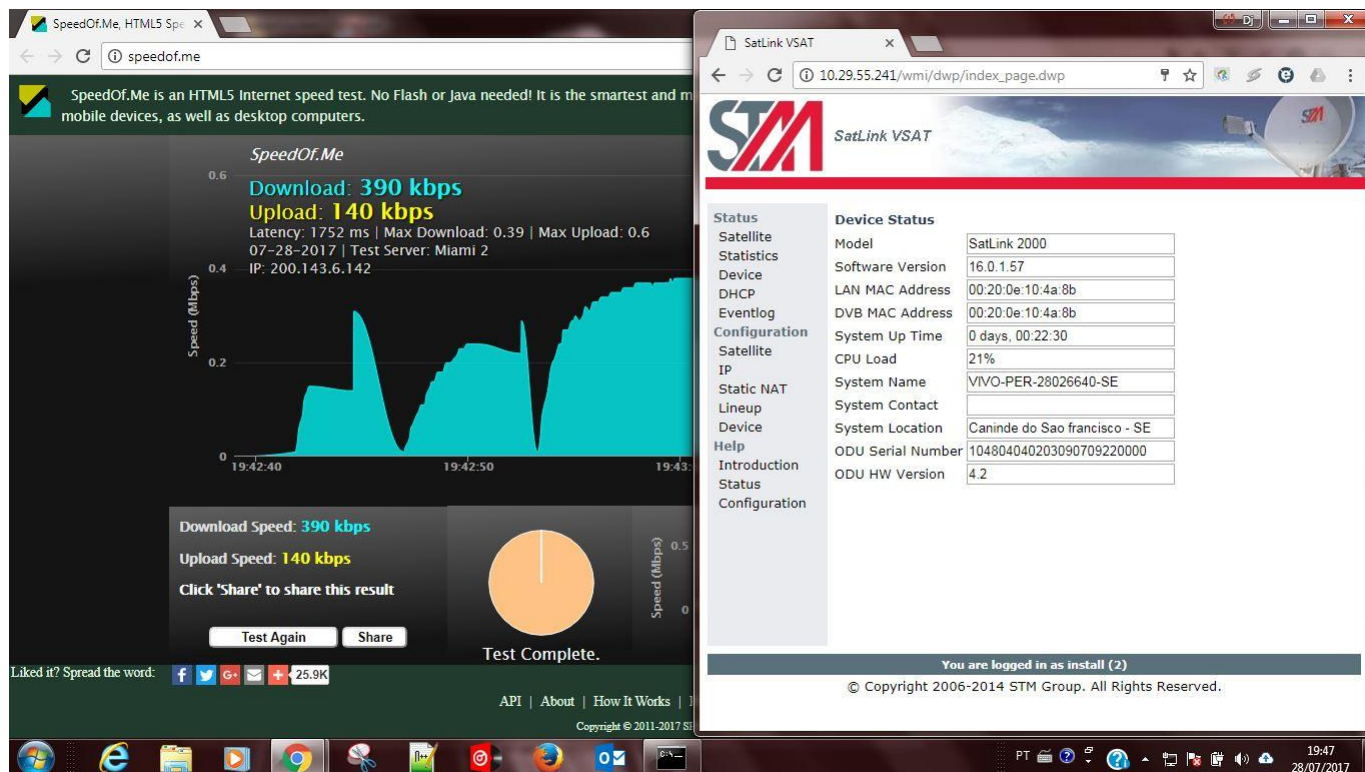 SpeedOf.Me, HTML5 Spe
speedof.me
SpeedOf.Me is an HTML5 Internet speed test. No Flash or Java needed! It is the smartest and m
mobile devices, as well as desktop computers.
SpeedOf.Me
Download: 390 kbps
Upload: 140 kbps
Latency: 1752 ms | Max Download: 0.39 | Max Upload: 0.6
07-28-2017 | Test Server: Miami 2
IP: 200.143.6.142
Speed (Mbps)
0.6
0.4
0.2
0
19:42:40
19:42:50
19:43:
Download Speed: 390 kbps
Upload Speed: 140 kbps
Click 'Share' to share this result
Test Again
Share
Test Complete.
Speed (Mbps)
0.5
0
Liked it? Spread the word:
25.9K
API | About | How It Works |
Copyright © 2011-2017
Dj
SatLink VSAT
10.29.55.241/wmi/dwp/index_page.dwp
STM
SatLink VSAT
STM
Status
Satellite
Statistics
Device
DHCP
Eventlog
Configuration
Satellite
IP
Static NAT
Lineup
Device
Help
Introduction
Status
Configuration
Device Status
Model SatLink 2000
Software Version 16.0.1.57
LAN MAC Address 00:20:0e:10:4a:8b
DVB MAC Address 00:20:0e:10:4a:8b
System Up Time 0 days, 00:22:30
CPU Load 21%
System Name VIVO-PER-28026640-SE
System Contact
System Location Caninde do Sao francisco - SE
ODU Serial Number 104804040203090709220000
ODU HW Version 4.2
You are logged in as install (2)
© Copyright 2006-2014 STM Group. All Rights Reserved.
PT
19:47
28/07/2017